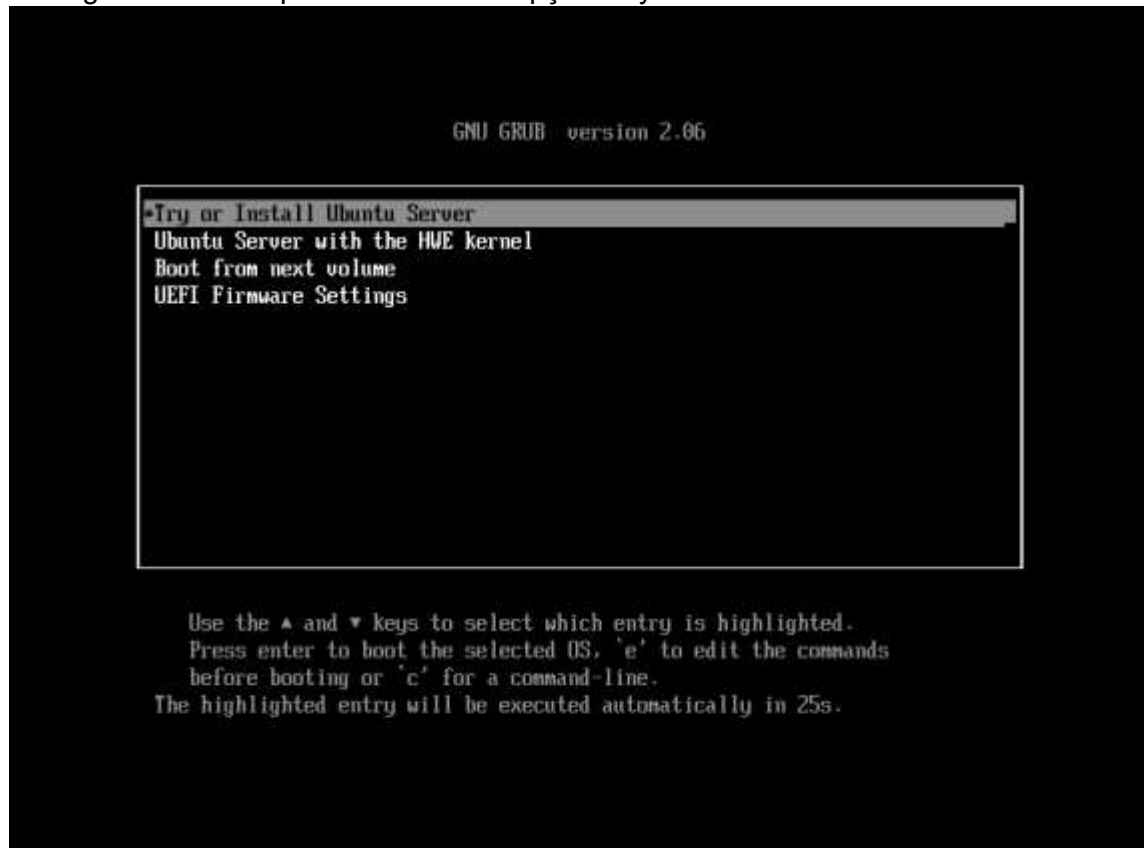 GNU GRUB version 2.06
*Try or Install Ubuntu Server
Ubuntu Server with the HWE kernel
Boot from next volume
UEFI Firmware Settings
Use the ▲ and ▼ keys to select which entry is highlighted.
Press enter to boot the selected OS, `e' to edit the commands
before booting or `c' for a command-line.
The highlighted entry will be executed automatically in 25s.